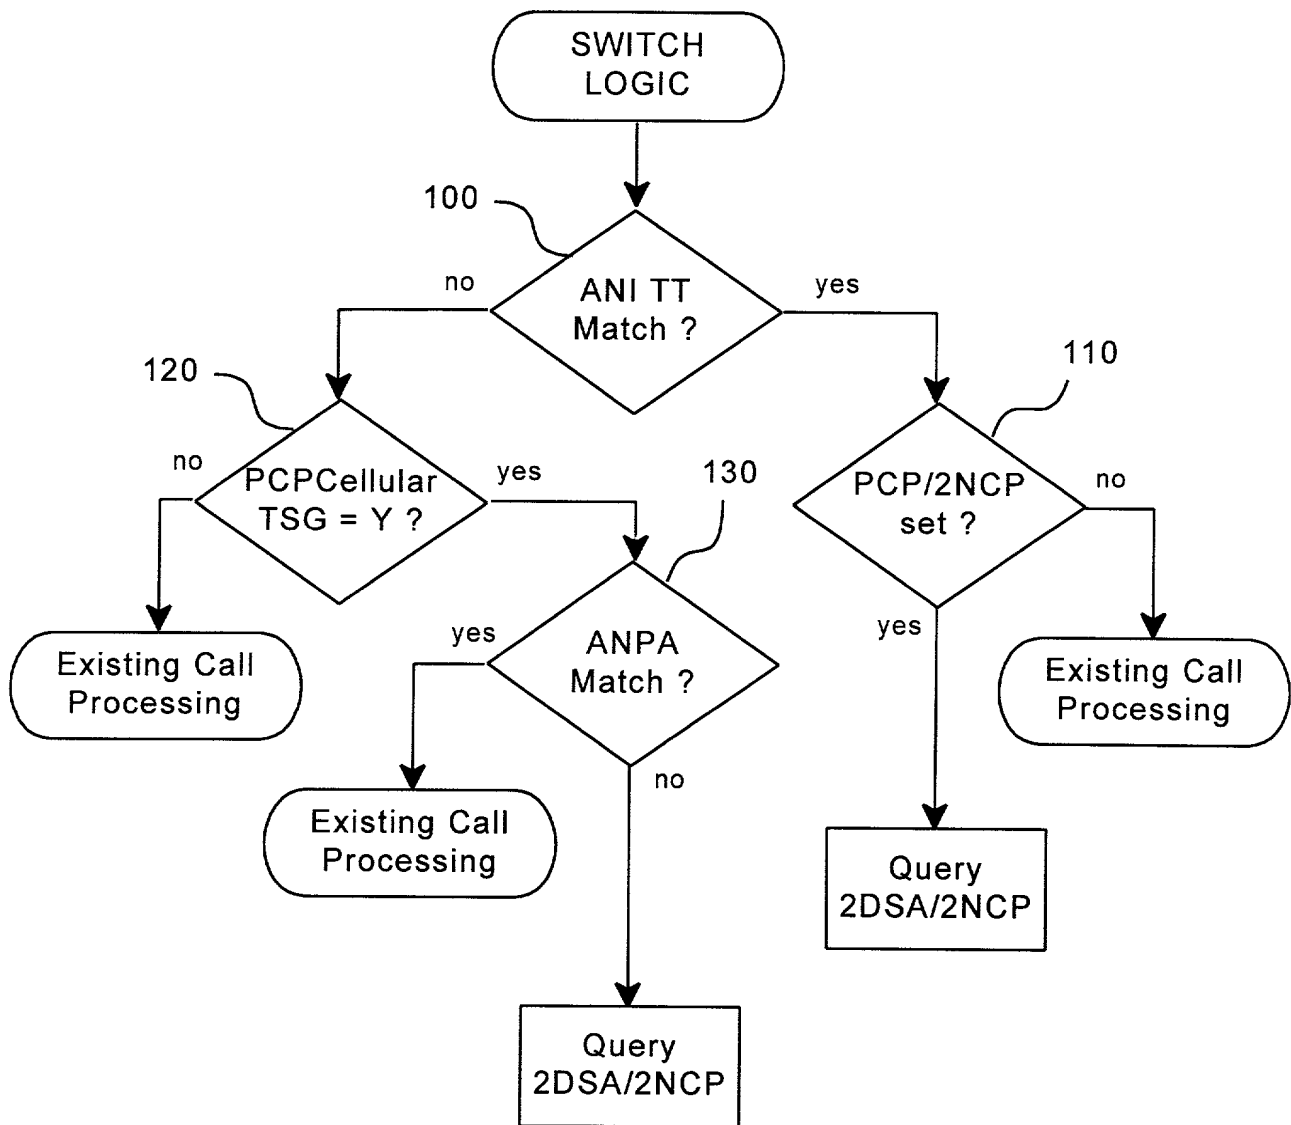 SWITCH
LOGIC
100
no
ANI TT
Match ?
yes
120
110
no
PCPCellular
TSG = Y ?
yes
130
PCP/2NCP
set ?
no
yes
ANPA
Match ?
yes
Existing Call
Processing
Existing Call
Processing
no
Existing Call
Processing
Query
2DSA/2NCP
Query
2DSA/2NCP